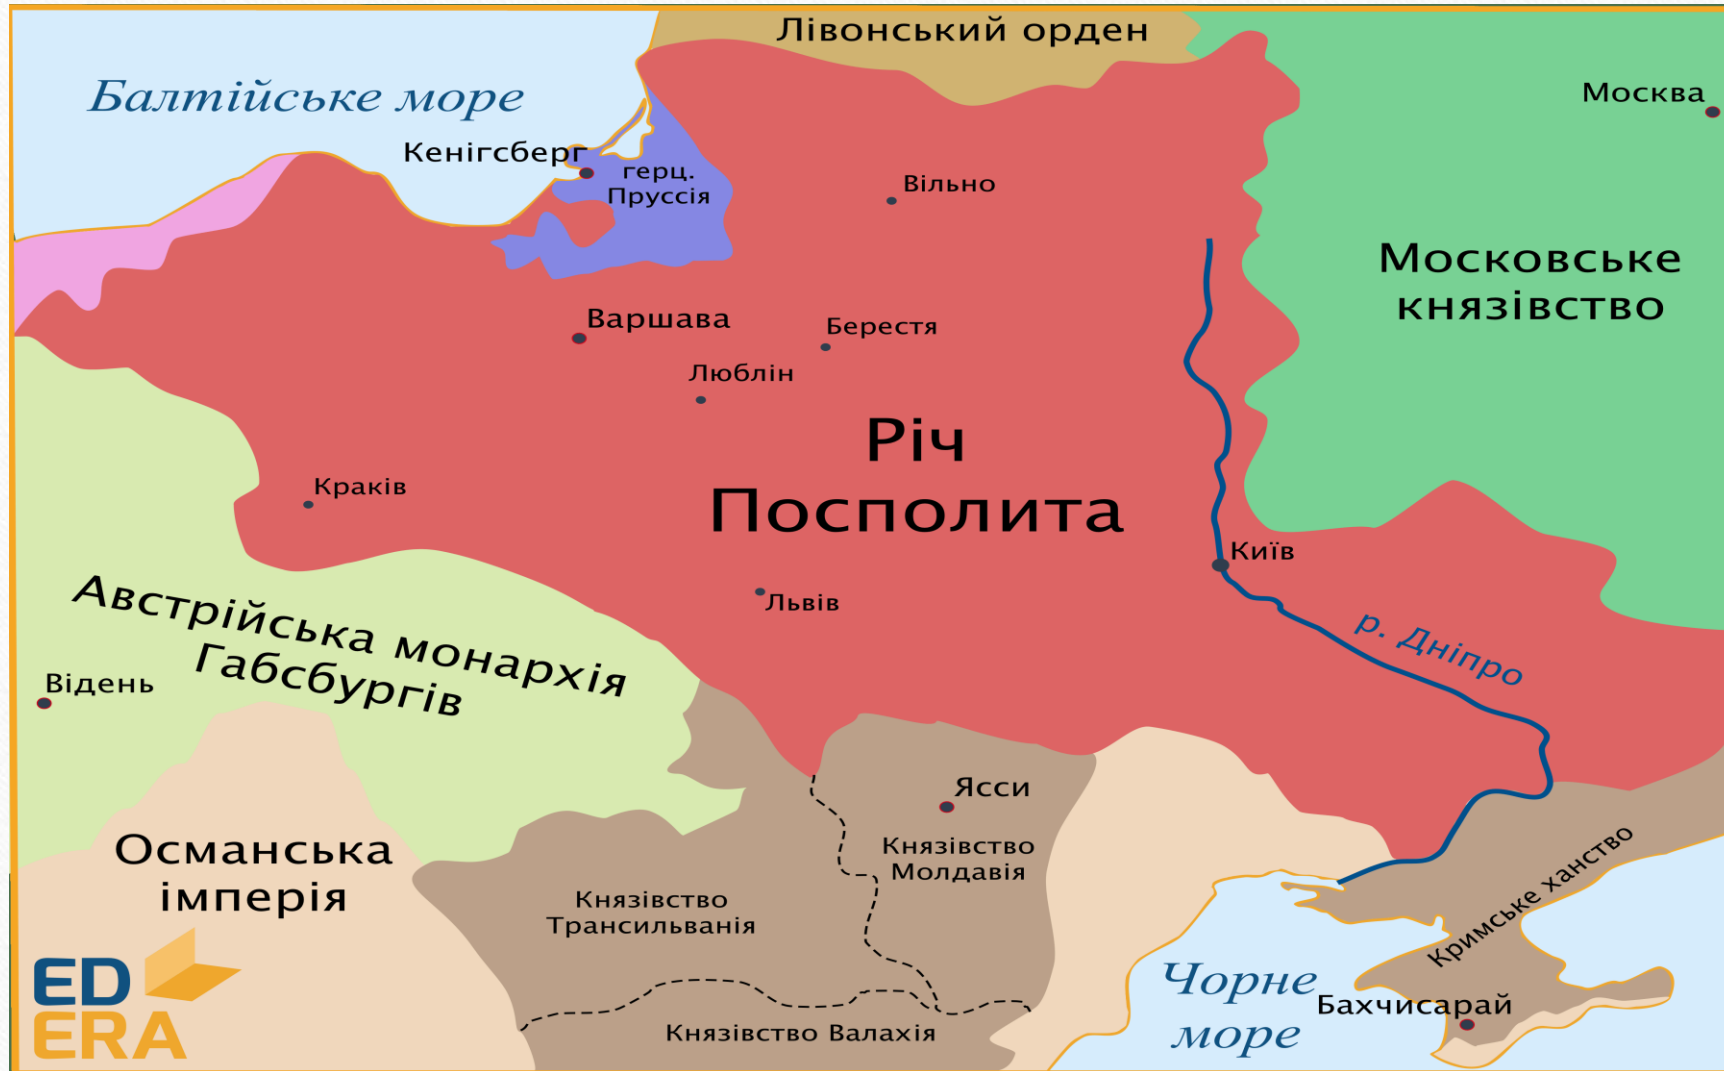 Лівонський орден
Балтійське море
Москва
Кенігсберг
герц.
Пруссія
Вільно
Московське
князівство
Варшава
Берестя
Люблін
Річ
Посполита
Краків
Київ
Львів
р. Дніпро
Австрійська монархія
Габсбургів
Відень
Ясси
Князівство
Молдавія
Османська
імперія
Князівство
Трансильванія
Кримське ханство
Чорне
море
Бахчисарай
Князівство Валахія
ED
ERA